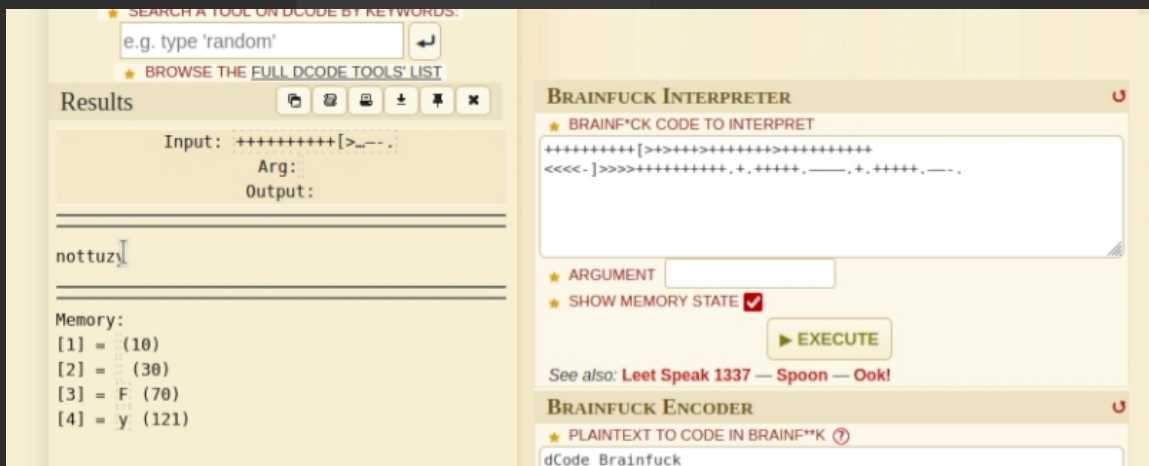 SEARCH A TOOL ON DCODE BY KEYWORDS:
e.g. type 'random'
BROWSE THE FULL DCODE TOOLS' LIST
Results
Input: ++++++++++[>…—-.
Arg:
Output:
nottuzy
Memory:
[1] = (10)
[2] = (30)
[3] = F (70)
[4] = y (121)
BRAINFUCK INTERPRETER
BRAINF*CK CODE TO INTERPRET
++++++++++[>+>+++>+++++++>++++++++++
<<<<-]>>>>++++++++++.+.+++++.————.+.+++++.—-.
ARGUMENT
SHOW MEMORY STATE
▶ EXECUTE
See also: Leet Speak 1337 — Spoon — Ook!
BRAINFUCK ENCODER
PLAINTEXT TO CODE IN BRAINF**K ?
dCode Brainfuck